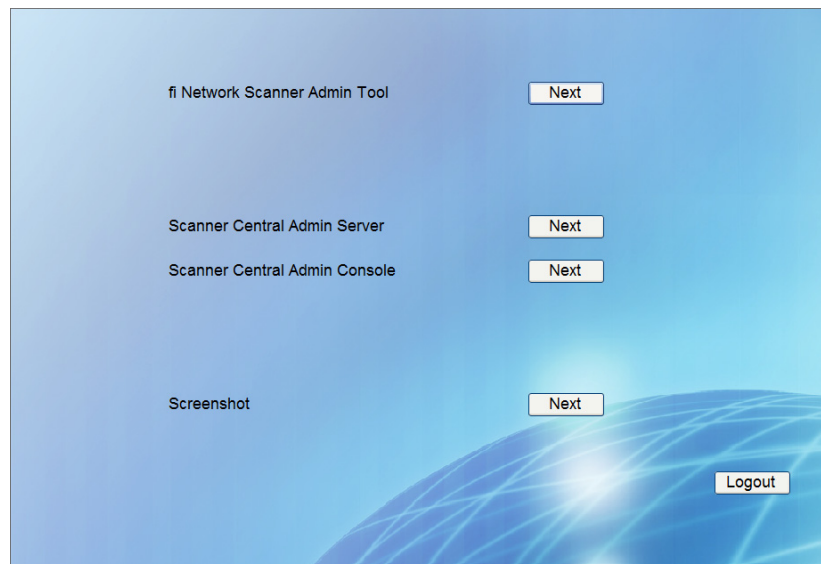 fi Network Scanner Admin Tool Next
Scanner Central Admin Server Next
Scanner Central Admin Console Next
Screenshot Next
Logout